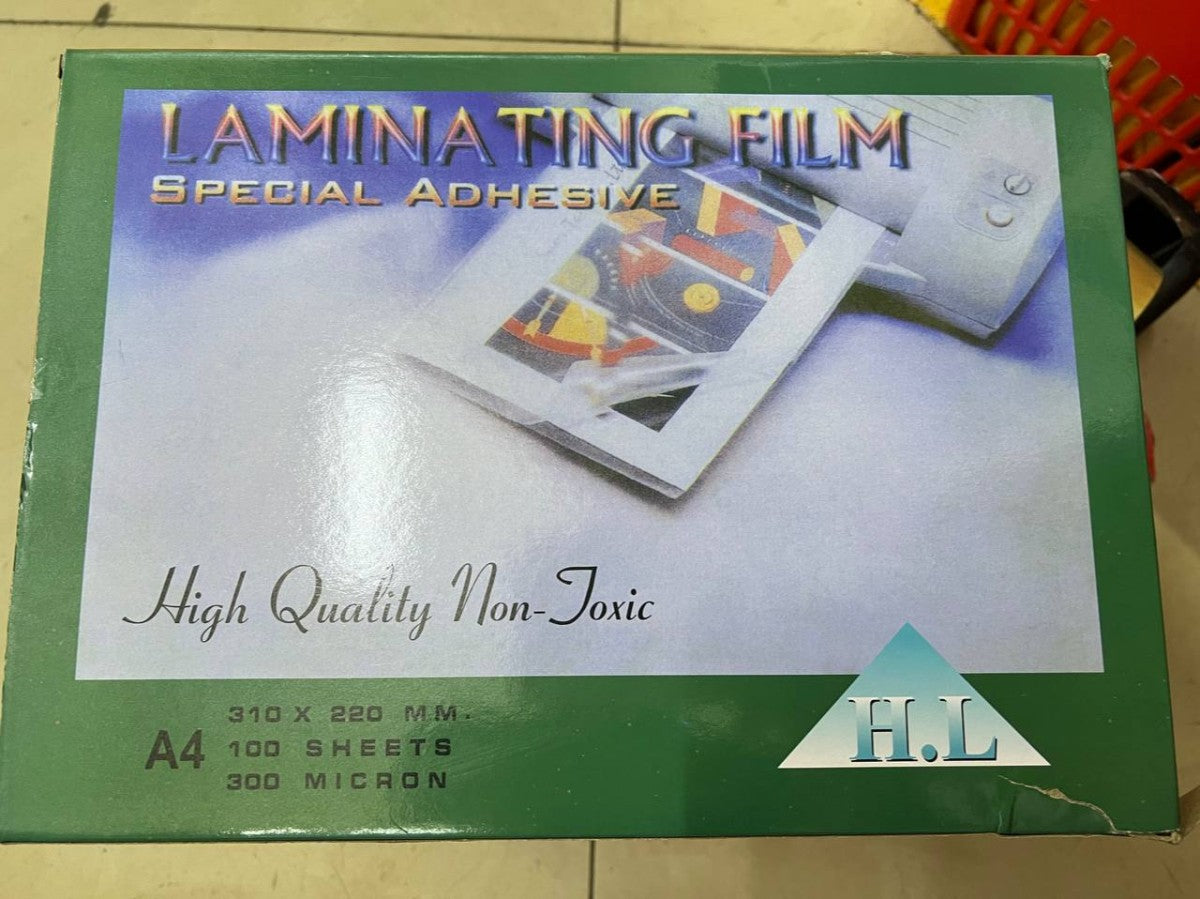 LAMINATING FILM
SPECIAL ADHESIVE
High Quality Non-Toxic
A4
310 X 220 MM.
100 SHEETS
300 MICRON
H.L